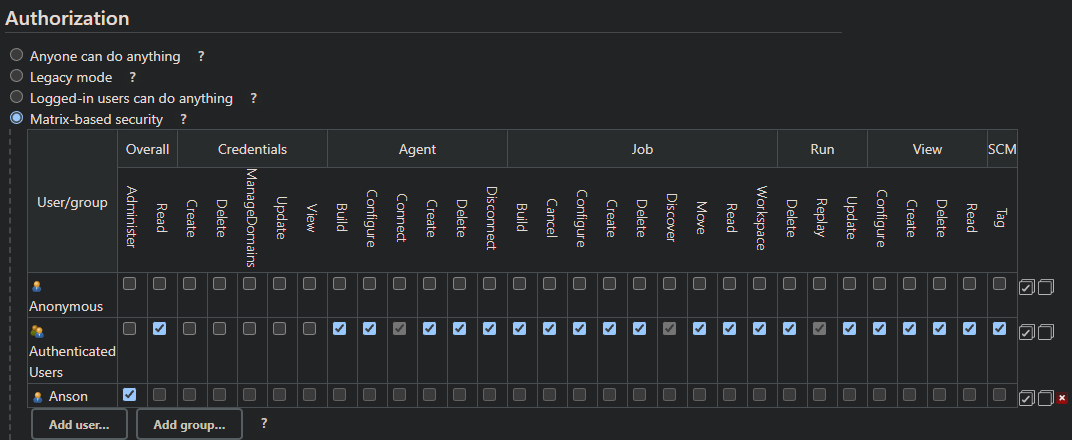 Authorization
Anyone can do anything ?
Legacy mode ?
Logged-in users can do anything ?
Matrix-based security ?
User/group Overall Credentials Agent Job Run View SCM
Administer Read Create Delete ManageDomains Update View Build Configure Connect Create Delete Disconnect Build Cancel Configure Create Delete Discover Move Read Workspace Delete Replay Update Configure Create Delete Read Tag
Anonymous
Authenticated
Users
Anson
Add user... Add group... ?